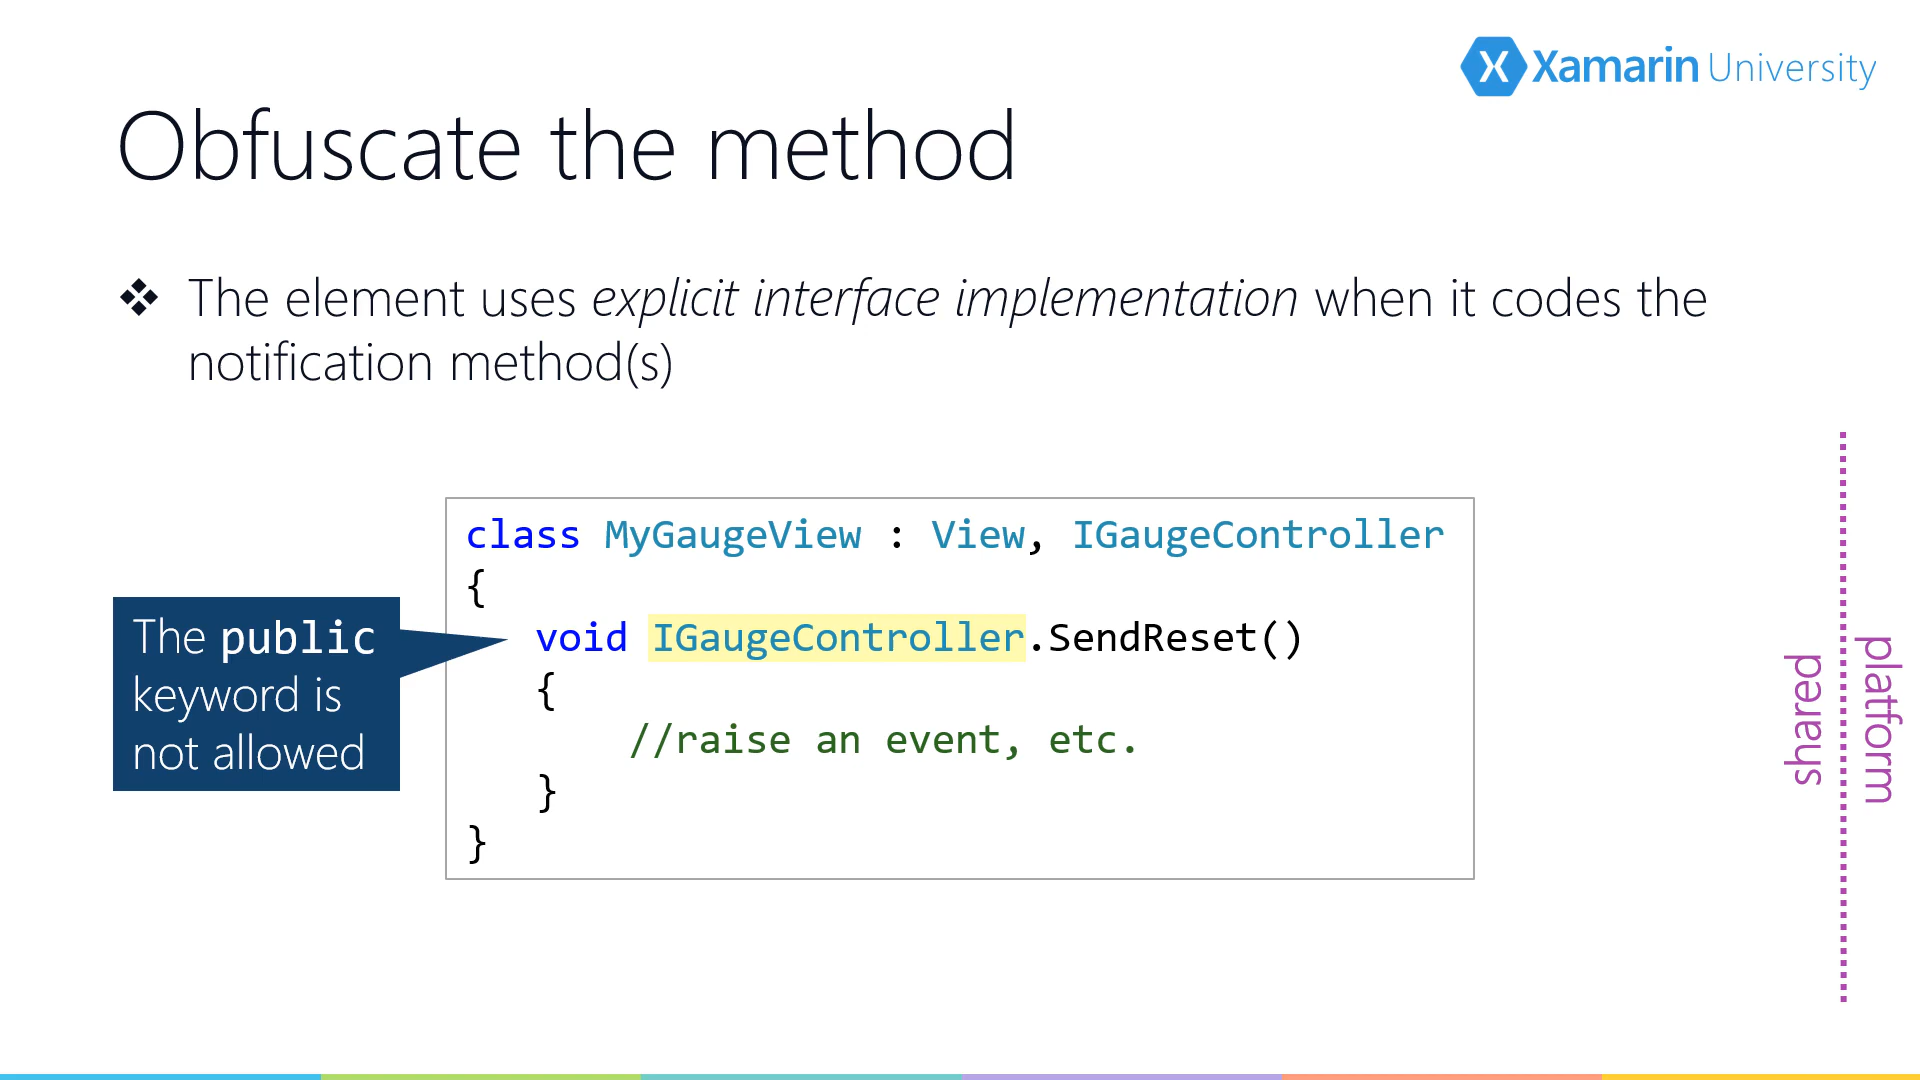 Xamarin University
Obfuscate the method
❖ The element uses explicit interface implementation when it codes the
notification method(s)
class MyGaugeView : View, IGaugeController
{
void IGaugeController.SendReset()
{
//raise an event, etc.
}
}
The public
keyword is
not allowed
shared
platform